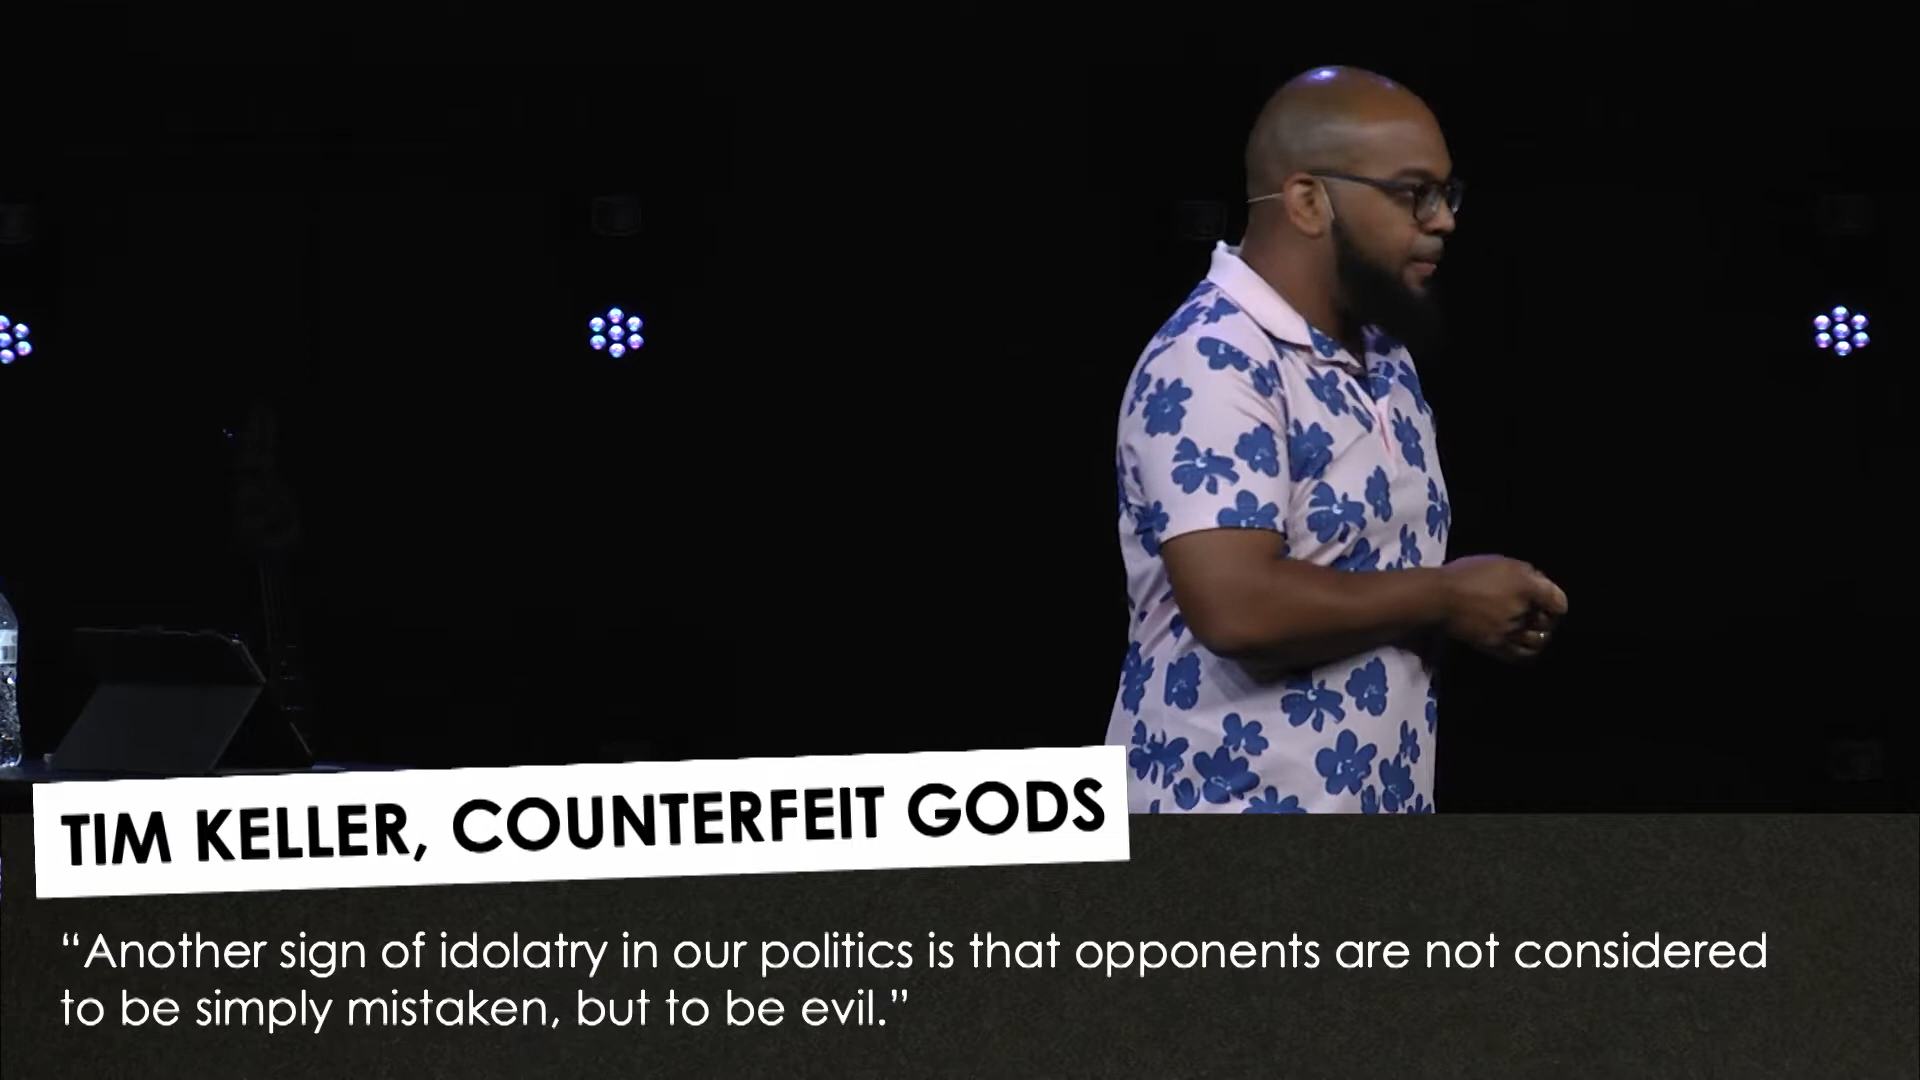 TIM KELLER, COUNTERFEIT GODS
“Another sign of idolatry in our politics is that opponents are not considered
to be simply mistaken, but to be evil.”